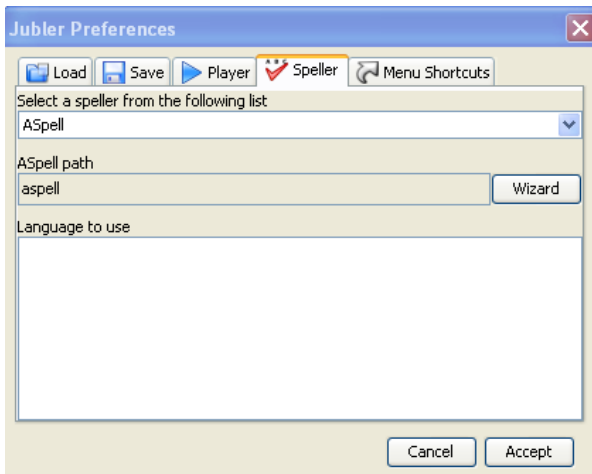 Jubler Preferences
Load Save Player Speller Menu Shortcuts
Select a speller from the following list
ASpell
ASpell path
aspell Wizard
Language to use
Cancel Accept